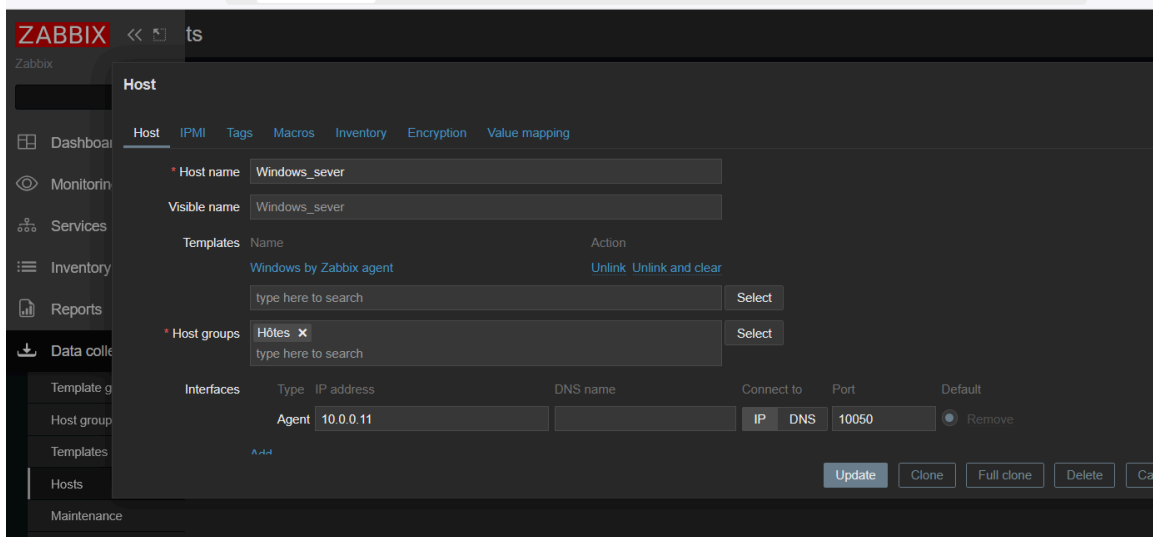 ZABBIX
ts
Zabbix
Host
Host IPMI Tags Macros Inventory Encryption Value mapping
Dashboar
Monitorin
Services
Inventory
Reports
Data colle
Template g
Host group
Templates
Hosts
Maintenance
* Host name Windows_sever
Visible name Windows_sever
Templates Name Action
Windows by Zabbix agent Unlink Unlink and clear
type here to search Select
* Host groups Hôtes Select
type here to search
Interfaces Type IP address DNS name Connect to Port Default
Agent 10.0.0.11 IP DNS 10050 Remove
Add
Update Clone Full clone Delete Ca